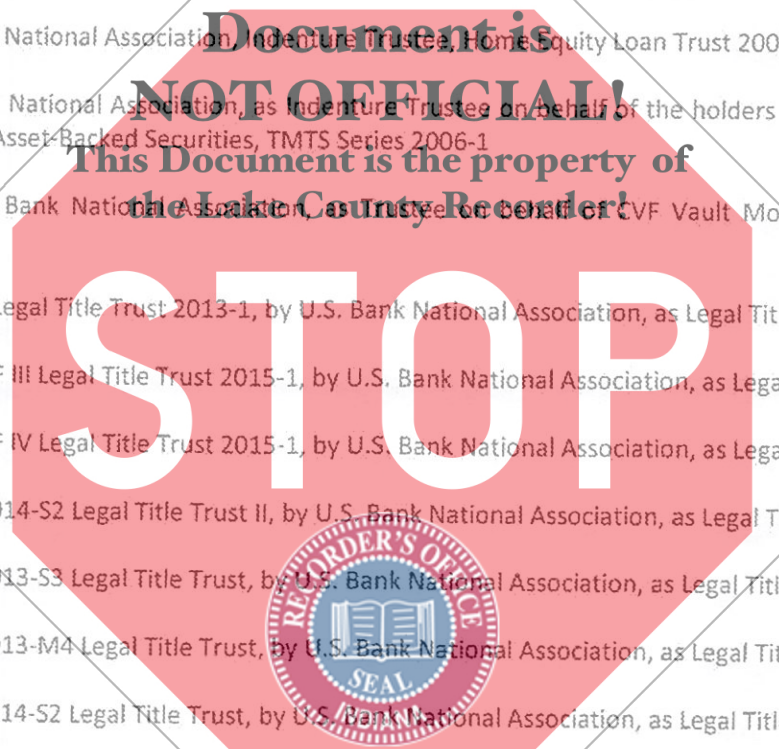 National Association, Indenture Trustee, Home Equity Loan Trust 200
Document is
National Association, as Indenture Trustee on behalf of the holders
NOT OFFICIAL!
Asset-Backed Securities, TMTS Series 2006-1
This Document is the property of
the Lake County Recorder!
Bank National Association, as Trustee on behalf of CVF Vault Mo
STOP
Legal Title Trust 2013-1, by U.S. Bank National Association, as Legal Tit
F III Legal Title Trust 2015-1, by U.S. Bank National Association, as Lega
F IV Legal Title Trust 2015-1, by U.S. Bank National Association, as Lega
14-S2 Legal Title Trust II, by U.S. Bank National Association, as Legal T
13-S3 Legal Title Trust, by U.S. Bank National Association, as Legal Titl
13-M4 Legal Title Trust, by U.S. Bank National Association, as Legal Tit
14-S2 Legal Title Trust, by U.S. Bank National Association, as Legal Titl
RECORDER'S OFFICE
SEAL
INDIANA